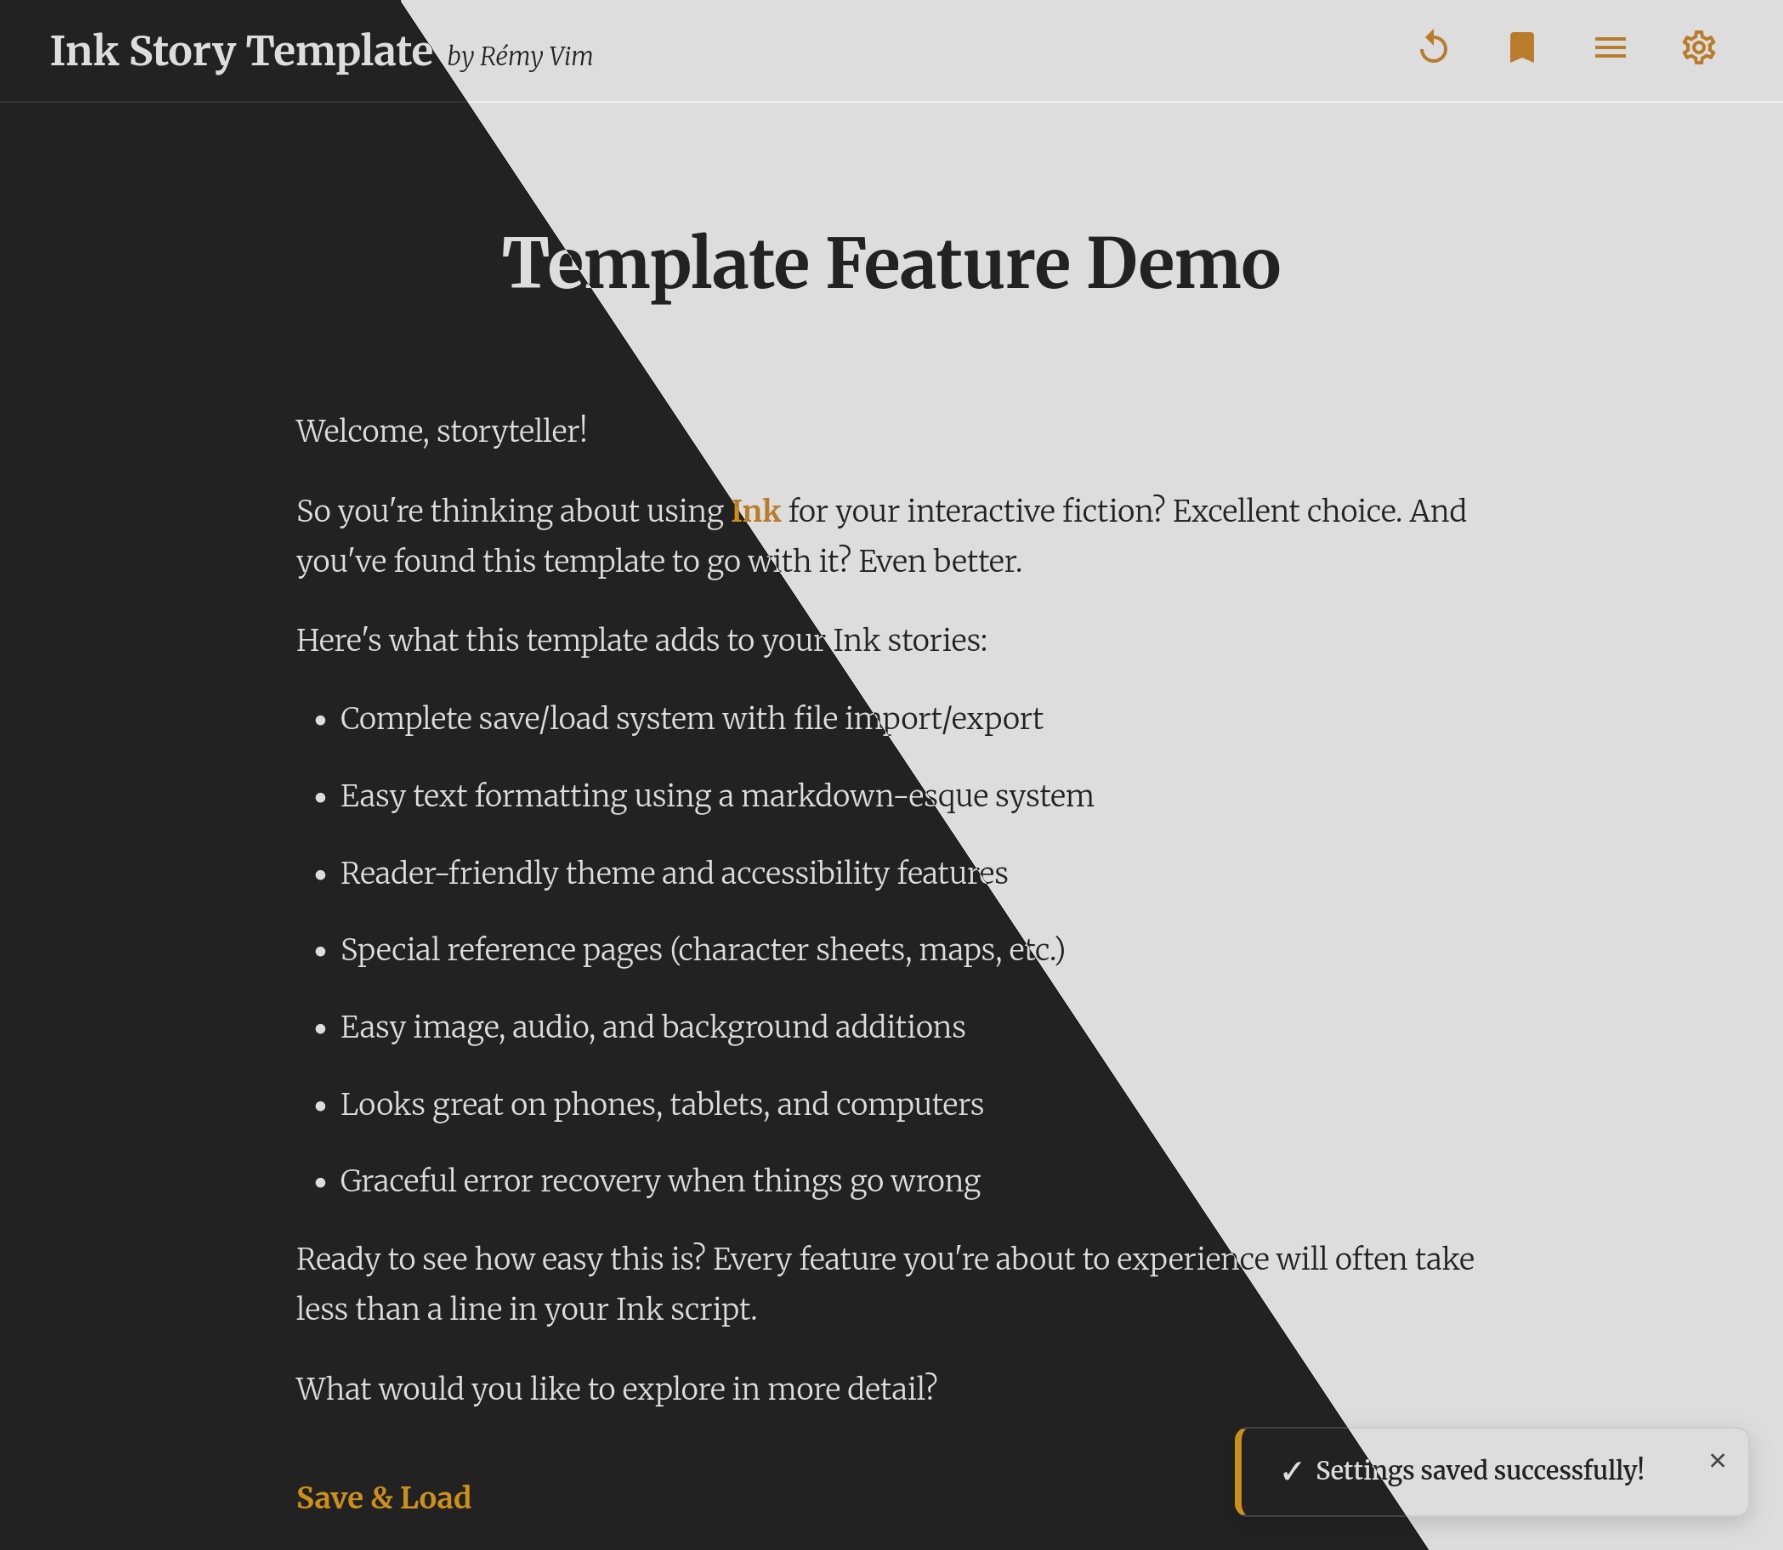 Ink Story Template by Rémy Vim
Template Feature Demo
Welcome, storyteller!
So you're thinking about using Ink for your interactive fiction? Excellent choice. And
you've found this template to go with it? Even better.
Here's what this template adds to your Ink stories:
• Complete save/load system with file import/export
• Easy text formatting using a markdown-esque system
• Reader-friendly theme and accessibility features
• Special reference pages (character sheets, maps, etc.)
• Easy image, audio, and background additions
• Looks great on phones, tablets, and computers
• Graceful error recovery when things go wrong
Ready to see how easy this is? Every feature you're about to experience will often take
less than a line in your Ink script.
What would you like to explore in more detail?
✓ Settings saved successfully! ×
Save & Load